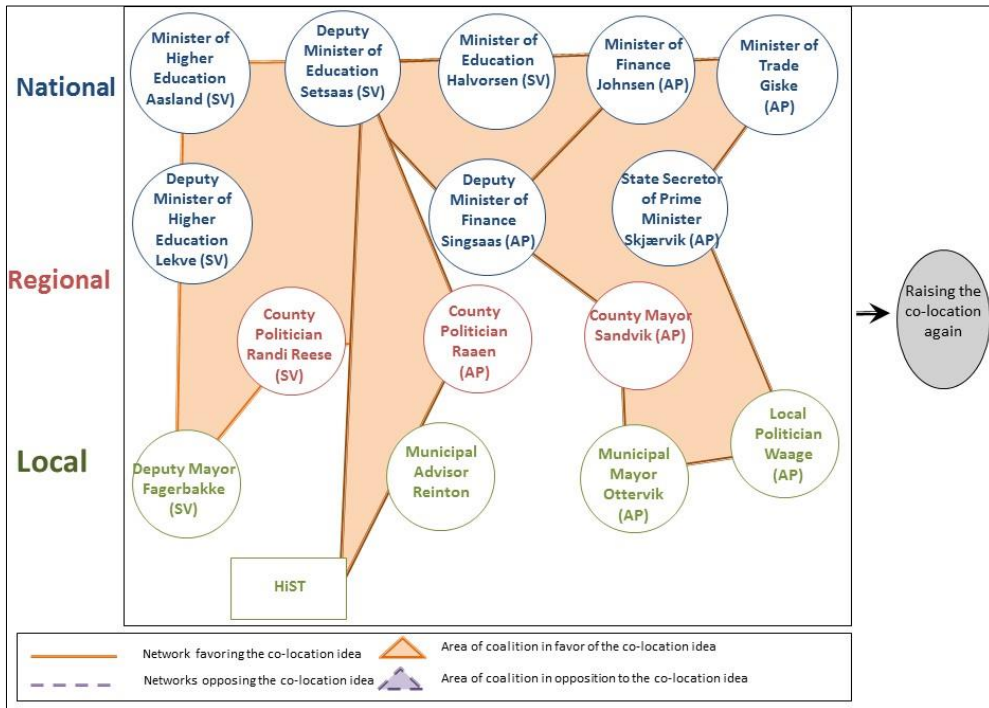 National
Minister of
Higher
Education
Aasland (SV)
Deputy
Minister of
Education
Setsaas (SV)
Minister of
Education
Halvorsen (SV)
Minister of
Finance
Johnsen (AP)
Minister of
Trade
Giske
(AP)
Deputy
Minister of
Higher
Education
Lekve (SV)
Deputy
Minister of
Finance
Singsaas (AP)
State Secretor
of Prime
Minister
Skjærvik (AP)
Regional
County
Politician
Randi Reese
(SV)
County
Politician
Raaen
(AP)
County Mayor
Sandvik (AP)
Raising the
co-location
again
Local
Deputy Mayor
Fagerbakke
(SV)
Municipal
Advisor
Reinton
Municipal
Mayor
Ottervik
(AP)
Local
Politician
Waage
(AP)
HiST
Network favoring the co-location idea
Area of coalition in favor of the co-location idea
Networks opposing the co-location idea
Area of coalition in opposition to the co-location idea